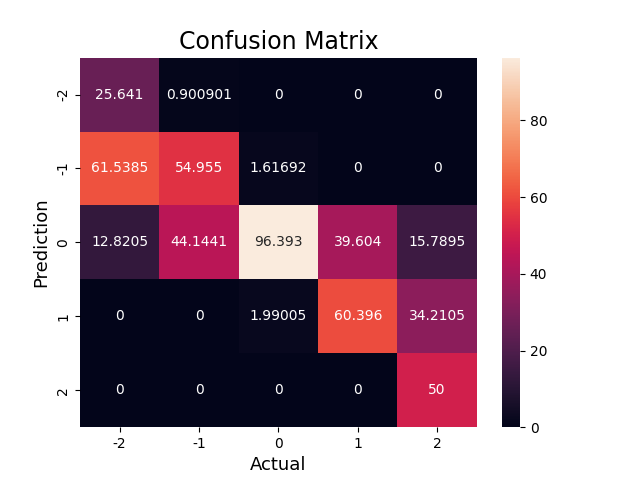 Confusion Matrix
-2 25.641 0.900901 0 0 0
-1 61.5385 54.955 1.61692 0 0
0 12.8205 44.1441 96.393 39.604 15.7895
1 0 0 1.99005 60.396 34.2105
2 0 0 0 0 50
-2 -1 0 1 2
Prediction
Actual
80
60
40
20
0